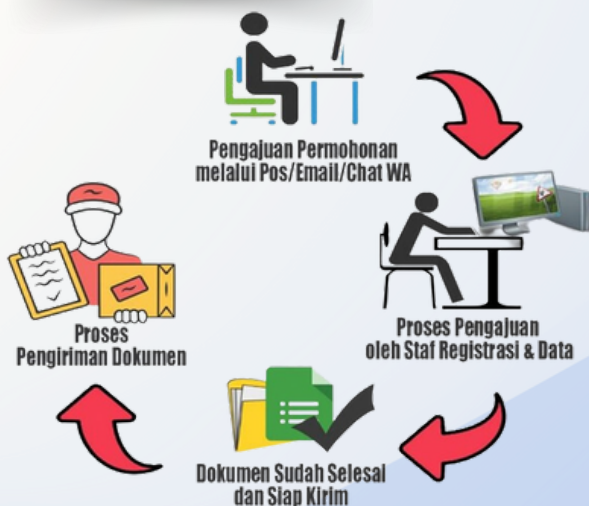 Pengajuan Permohonan
melalui Pos/Email/Chat WA
Proses Pengajuan
oleh Staf Registrasi & Data
Dokumen Sudah Selesai
dan Siap Kirim
Proses
Pengiriman Dokumen